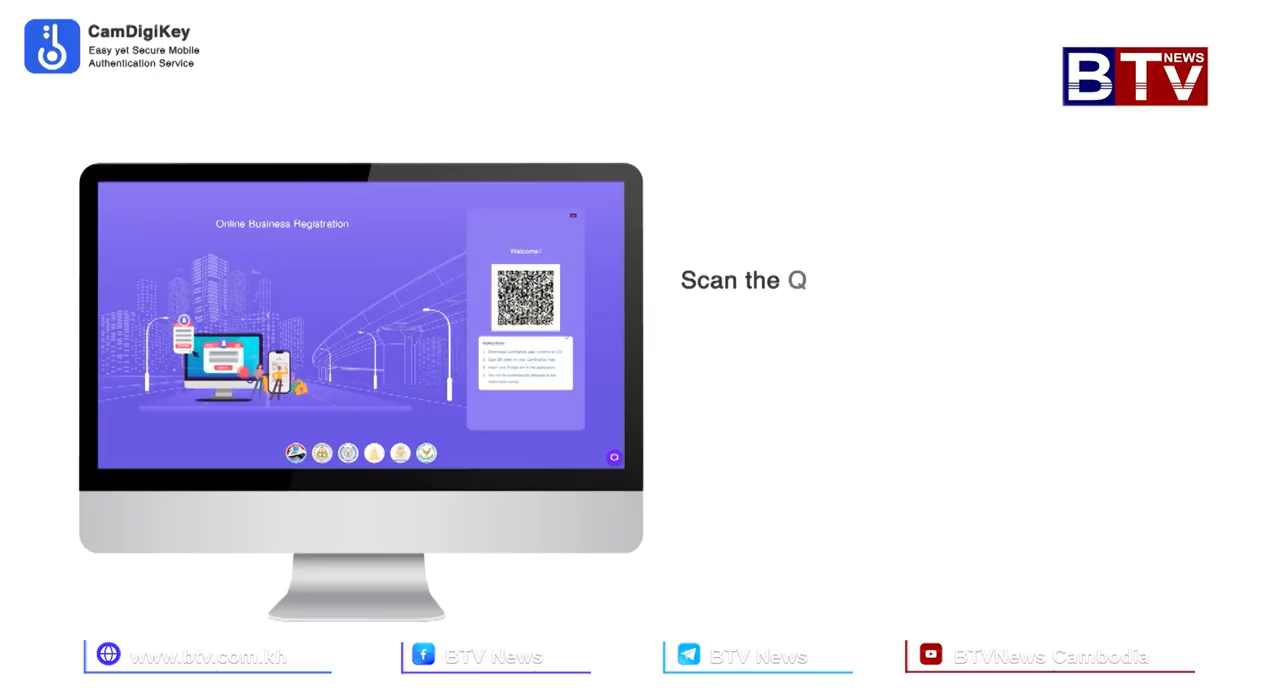 CamDigiKey
Easy yet Secure Mobile
Authentication Service
BTV NEWS
Online Business Registration
Welcome!
Scan the Q
www.btv.com.kh
BTV News
BTV News
BTVNews Cambodia